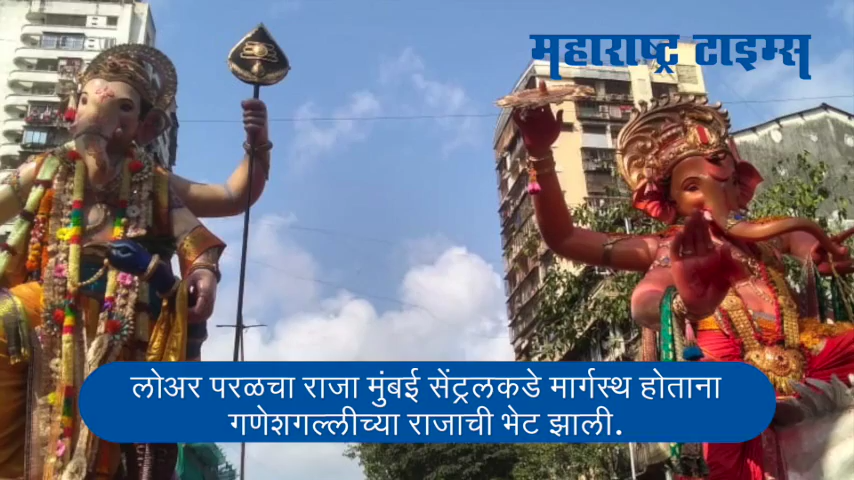 महाराष्ट्र टाइम्स
लोअर परळचा राजा मुंबई सेंट्रलकडे मार्गस्थ होताना
गणेशगल्लीच्या राजाची भेट झाली.